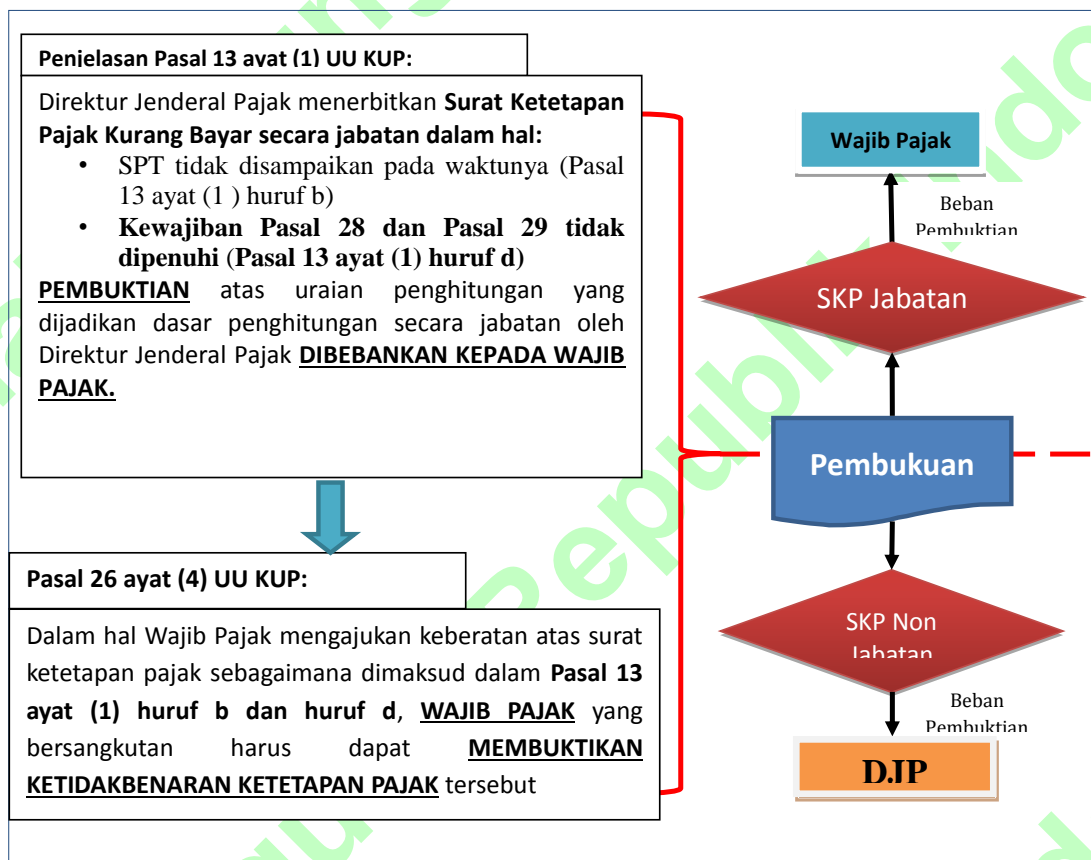 Penjelasan Pasal 13 ayat (1) UU KUP:
Direktur Jenderal Pajak menerbitkan Surat Ketetapan
Pajak Kurang Bayar secara jabatan dalam hal:
• SPT tidak disampaikan pada waktunya (Pasal
13 ayat (1 ) huruf b)
• Kewajiban Pasal 28 dan Pasal 29 tidak
dipenuhi (Pasal 13 ayat (1) huruf d)
PEMBUKTIAN atas uraian penghitungan yang
dijadikan dasar penghitungan secara jabatan oleh
Direktur Jenderal Pajak DIBEBANKAN KEPADA WAJIB
PAJAK.
Pasal 26 ayat (4) UU KUP:
Dalam hal Wajib Pajak mengajukan keberatan atas surat
ketetapan pajak sebagaimana dimaksud dalam Pasal 13
ayat (1) huruf b dan huruf d, WAJIB PAJAK yang
bersangkutan harus dapat MEMBUKTIKAN
KETIDAKBENARAN KETETAPAN PAJAK tersebut
Wajib Pajak
Beban
Pembuktian
SKP Jabatan
Pembukuan
SKP Non
Jabatan
Beban
Pembuktian
DJP
Republik Indo